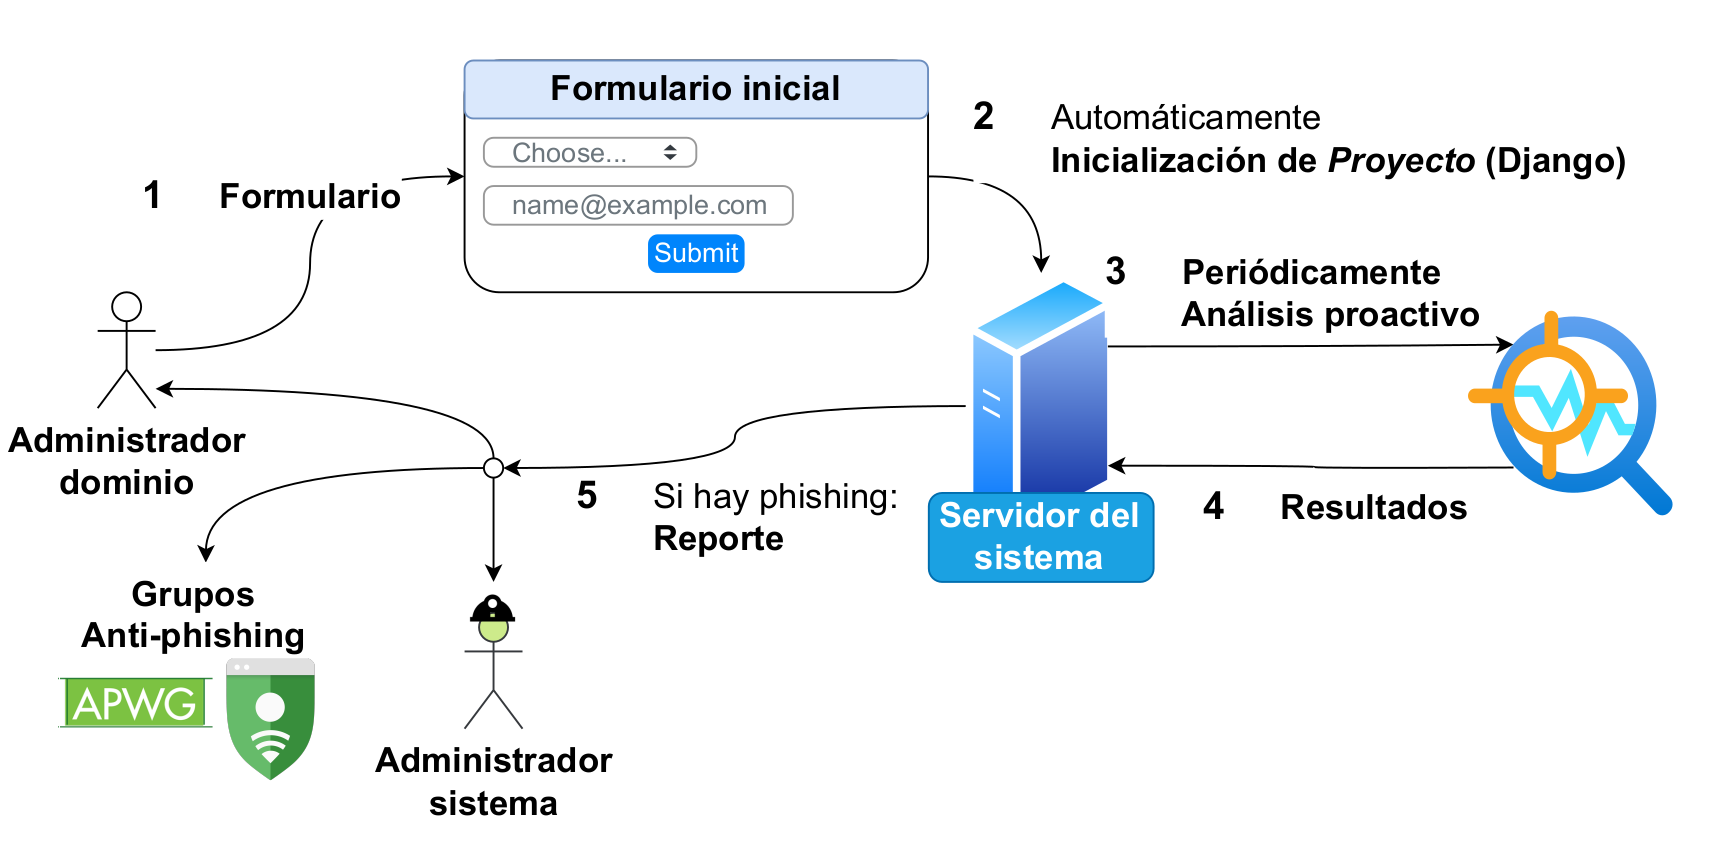 Formulario inicial
Choose...
name@example.com
Submit
1 Formulario
2 Automáticamente
Inicialización de Proyecto (Django)
3 Periódicamente
Análisis proactivo
4 Resultados
Servidor del
sistema
5 Si hay phishing:
Reporte
Administrador
dominio
Grupos
Anti-phishing
APWG
Administrador
sistema